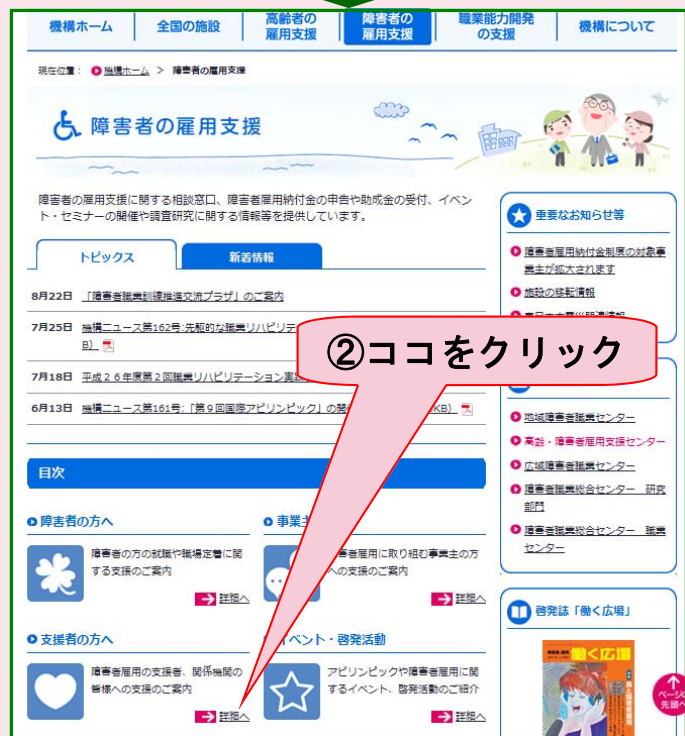 機構ホーム
全国の施設
高齢者の
雇用支援
障害者の
雇用支援
職業能力開発
の支援
機構について
現在位置： 機構ホーム ＞ 障害者の雇用支援
障害者の雇用支援
障害者の雇用支援に関する相談窓口、障害者雇用納付金の申告や助成金の受付、イベン
ト・セミナーの開催や調査研究に関する情報等を提供しています。
トピックス
新着情報
8月22日 「障害者職業訓練推進交流プラザ」のご案内
7月25日 機構ニュース第162号:先駆的な職業リハビリテ
B）
7月18日 平成２６年度第２回職業リハビリテーション実践
6月13日 機構ニュース第161号:「第９回国際アビリンピック」の開
KB）
②ココをクリック
目次
障害者の方へ
障害者の方の就職や職場定着に関
する支援のご案内
詳細へ
事業主
害者雇用に取り組む事業主の方
への支援のご案内
詳細へ
支援者の方へ
障害者雇用の支援者、関係機関の
皆様への支援のご案内
詳細へ
イベント・啓発活動
アビリンピックや障害者雇用に関
するイベント、啓発活動のご紹介
詳細へ
重要なお知らせ等
障害者雇用納付金制度の対象事
業主が拡大されます
施設の移転情報
地域障害者職業センター
高齢・障害者雇用支援センター
広域障害者職業センター
障害者職業総合センター 研究
部門
障害者職業総合センター 職業
センター
啓発誌「働く広場」
働く広場
ページの
先頭へ